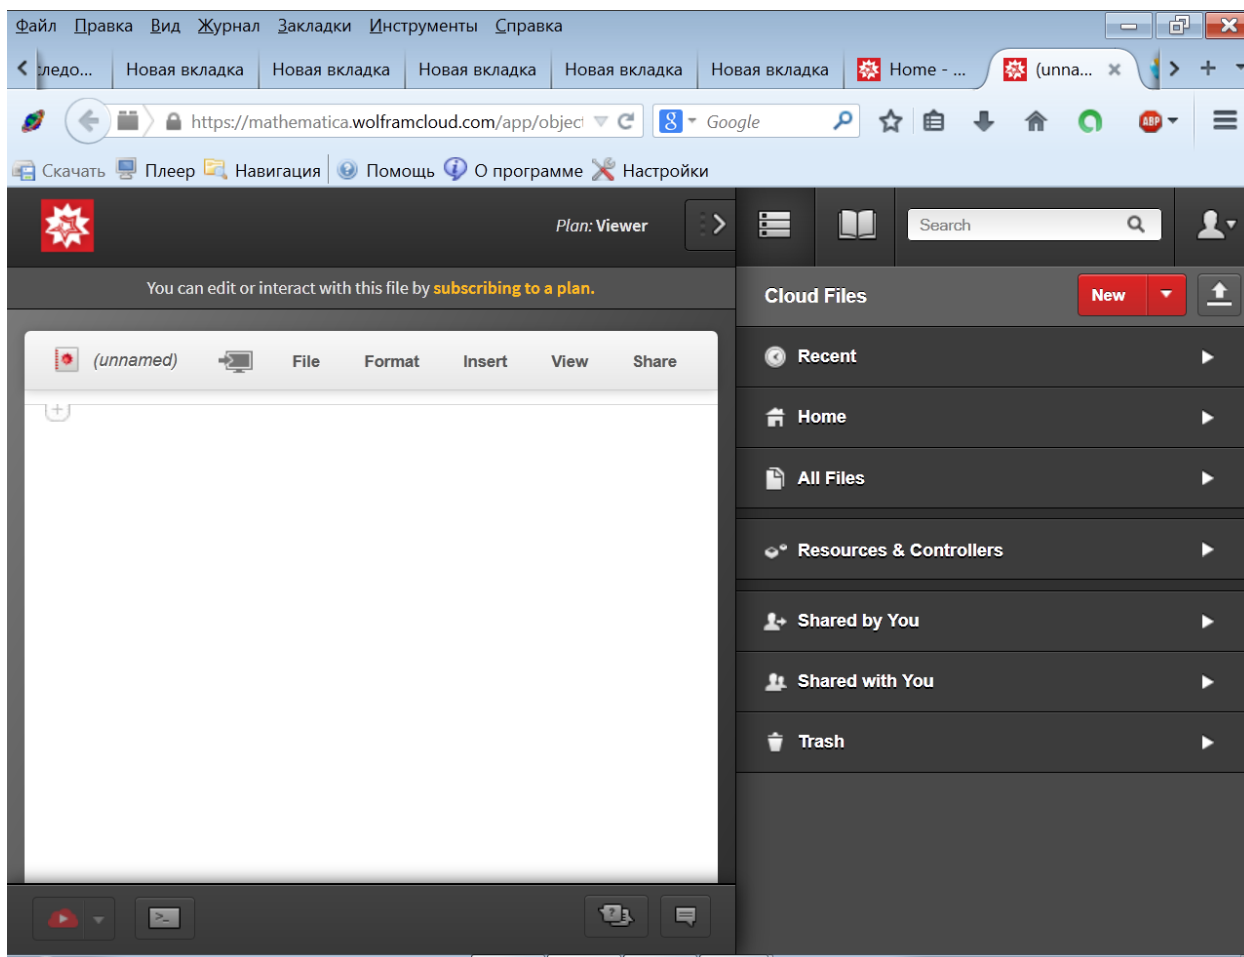 Файл Правка Вид Журнал Закладки Инструменты Справка
следо... Новая вкладка Новая вкладка Новая вкладка Новая вкладка Новая вкладка Home - ... (unna...
https://mathematica.wolframcloud.com/app/object 8 Google ABP
Скачать Плеер Навигация Помощь О программе Настройки
Plan: Viewer
Search
You can edit or interact with this file by subscribing to a plan.
Cloud Files
New
(unnamed) File Format Insert View Share
Recent
Home
All Files
Resources & Controllers
Shared by You
Shared with You
Trash